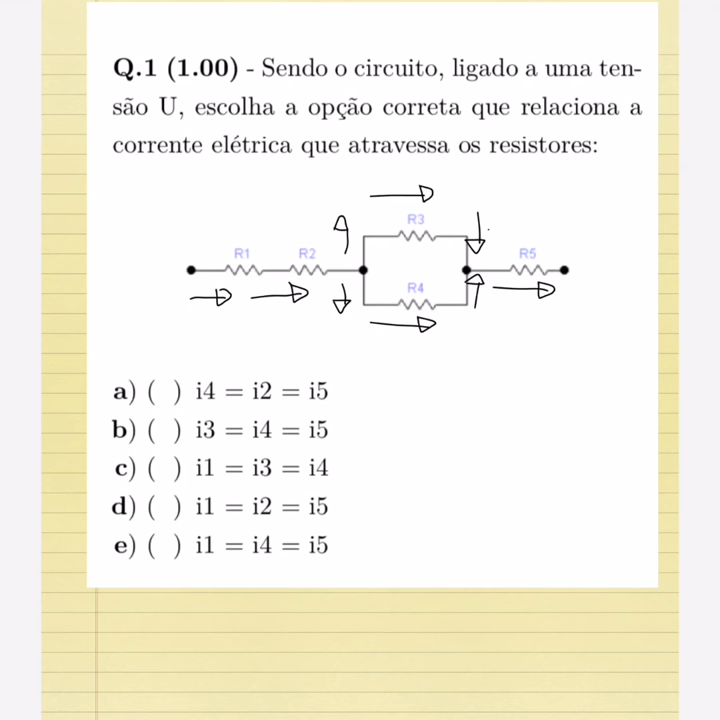 Q.1 (1.00) - Sendo o circuito, ligado a uma ten-
são U, escolha a opção correta que relaciona a
corrente elétrica que atravessa os resistores:
R3
R1 R2 R5
R4
a) ( ) i4 = i2 = i5
b) ( ) i3 = i4 = i5
c) ( ) i1 = i3 = i4
d) ( ) i1 = i2 = i5
e) ( ) i1 = i4 = i5